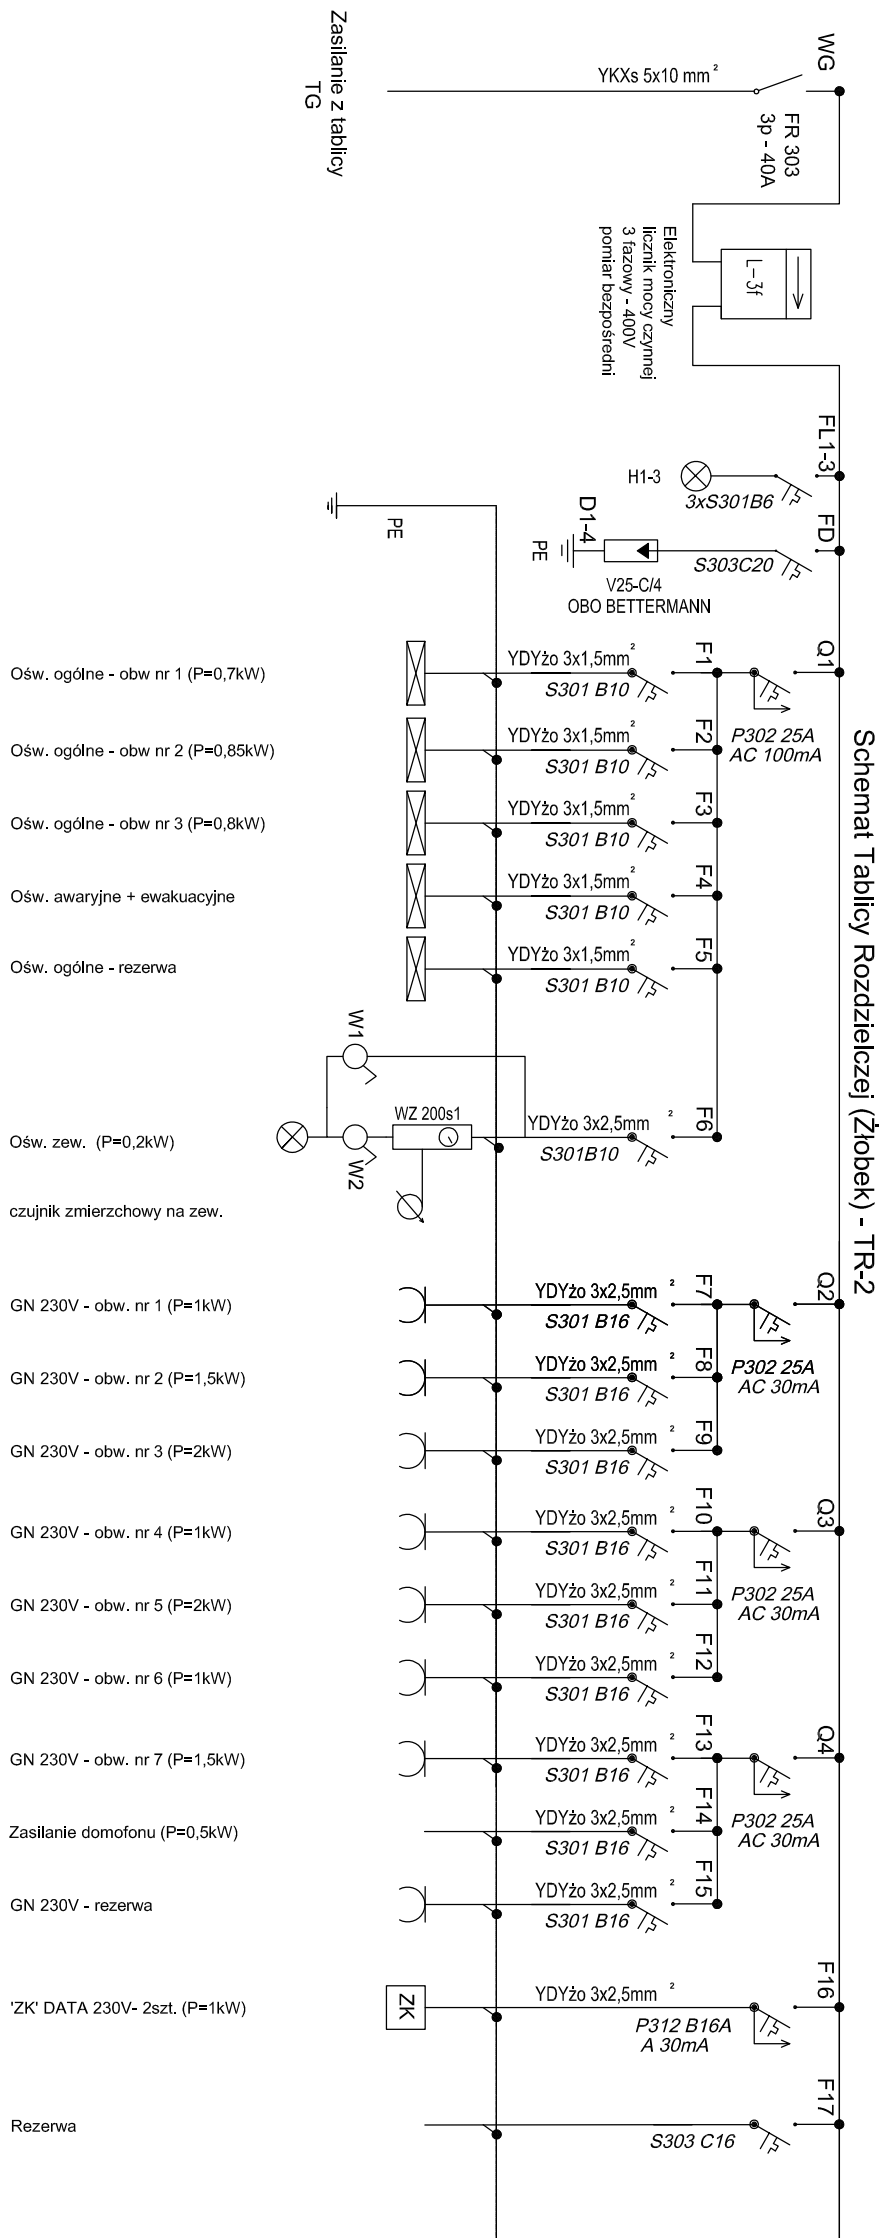 Schemat Tablicy Rozdzielczej (Żłobek) - TR-2
Zasilanie z tablicy
TG
YKXs 5x10 mm²
WG
FR 303
3p - 40A
Elektroniczny
licznik mocy czynnej
3 fazowy - 400V
pomiar bezpośredni
L-3f
FL1-3
H1-3
3xS301B6
FD
S303C20
D1-4
PE
V25-C/4
OBO BETTERMANN
PE
Q1
P302 25A
AC 100mA
Ośw. ogólne - obw nr 1 (P=0,7kW)
YDYżo 3x1,5mm²
S301 B10
F1
Ośw. ogólne - obw nr 2 (P=0,85kW)
YDYżo 3x1,5mm²
S301 B10
F2
Ośw. ogólne - obw nr 3 (P=0,8kW)
YDYżo 3x1,5mm²
S301 B10
F3
Ośw. awaryjne + ewakuacyjne
YDYżo 3x1,5mm²
S301 B10
F4
Ośw. ogólne - rezerwa
YDYżo 3x1,5mm²
S301 B10
F5
W1
WZ 200s1
Ośw. zew. (P=0,2kW)
W2
YDYżo 3x2,5mm²
S301B10
F6
czujnik zmierzchowy na zew.
Q2
P302 25A
AC 30mA
GN 230V - obw. nr 1 (P=1kW)
YDYżo 3x2,5mm²
S301 B16
F7
GN 230V - obw. nr 2 (P=1,5kW)
YDYżo 3x2,5mm²
S301 B16
F8
GN 230V - obw. nr 3 (P=2kW)
YDYżo 3x2,5mm²
S301 B16
F9
Q3
P302 25A
AC 30mA
GN 230V - obw. nr 4 (P=1kW)
YDYżo 3x2,5mm²
S301 B16
F10
GN 230V - obw. nr 5 (P=2kW)
YDYżo 3x2,5mm²
S301 B16
F11
GN 230V - obw. nr 6 (P=1kW)
YDYżo 3x2,5mm²
S301 B16
F12
Q4
P302 25A
AC 30mA
GN 230V - obw. nr 7 (P=1,5kW)
YDYżo 3x2,5mm²
S301 B16
F13
Zasilanie domofonu (P=0,5kW)
YDYżo 3x2,5mm²
S301 B16
F14
GN 230V - rezerwa
YDYżo 3x2,5mm²
S301 B16
F15
'ZK' DATA 230V- 2szt. (P=1kW)
ZK
YDYżo 3x2,5mm²
P312 B16A
A 30mA
F16
Rezerwa
S303 C16
F17